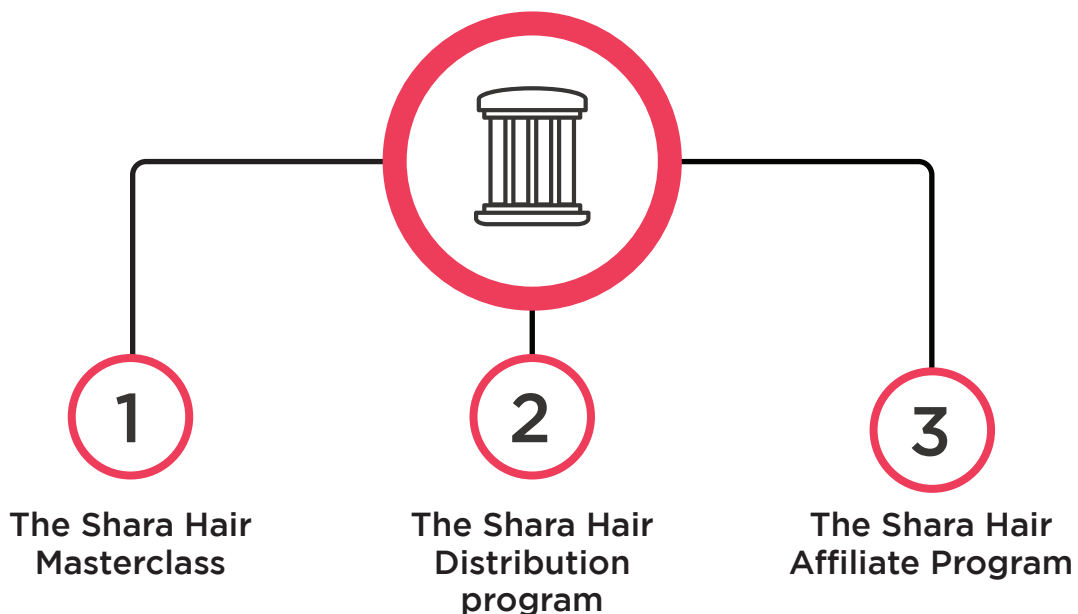 1
The Shara Hair
Masterclass
2
The Shara Hair
Distribution
program
3
The Shara Hair
Affiliate Program